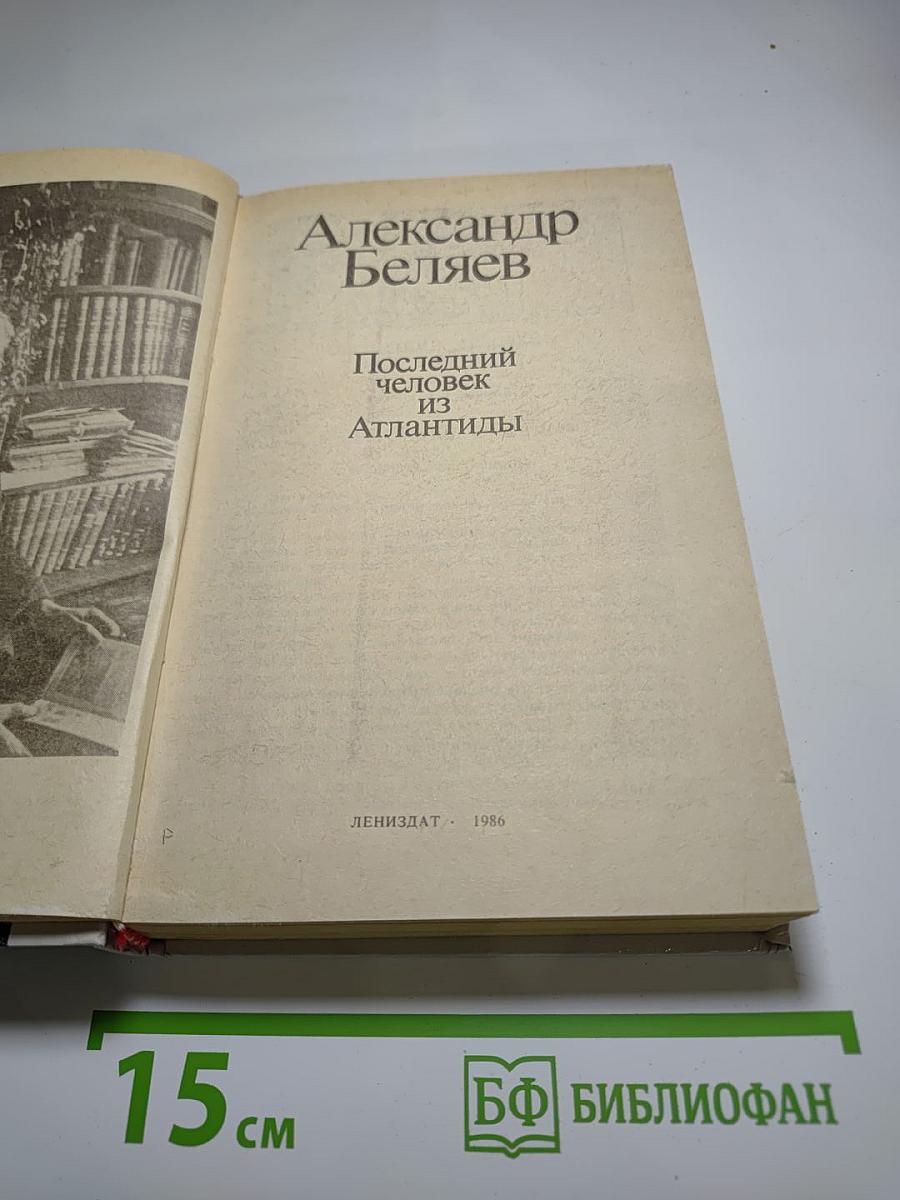 Александр
Беляев
Последний
человек
из
Атлантиды
ЛЕНИЗДАТ · 1986
Р
15 см
БФ БИБЛИОФАН